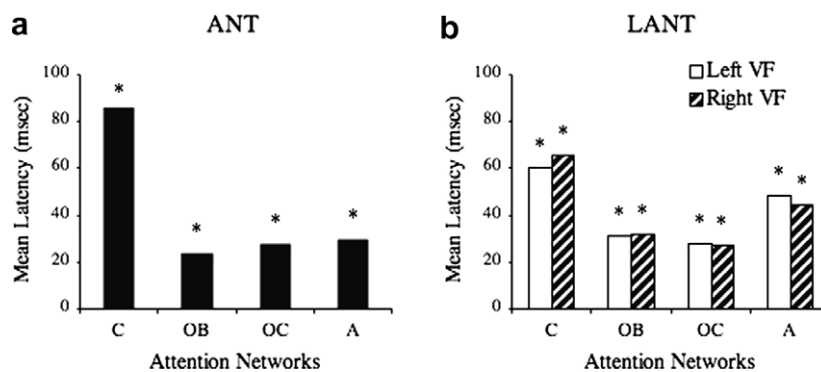 a
ANT
Mean Latency (msec)
100
80
60
40
20
0
*
*
*
*
C OB OC A
Attention Networks
b
LANT
Left VF
Right VF
Mean Latency (msec)
100
80
60
40
20
0
* *
* *
* *
* *
C OB OC A
Attention Networks